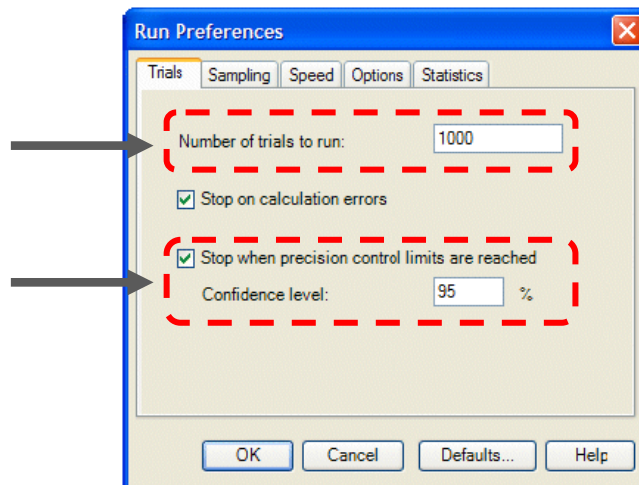 Run Preferences
Trials Sampling Speed Options Statistics
Number of trials to run: 1000
Stop on calculation errors
Stop when precision control limits are reached
Confidence level: 95 %
OK Cancel Defaults... Help